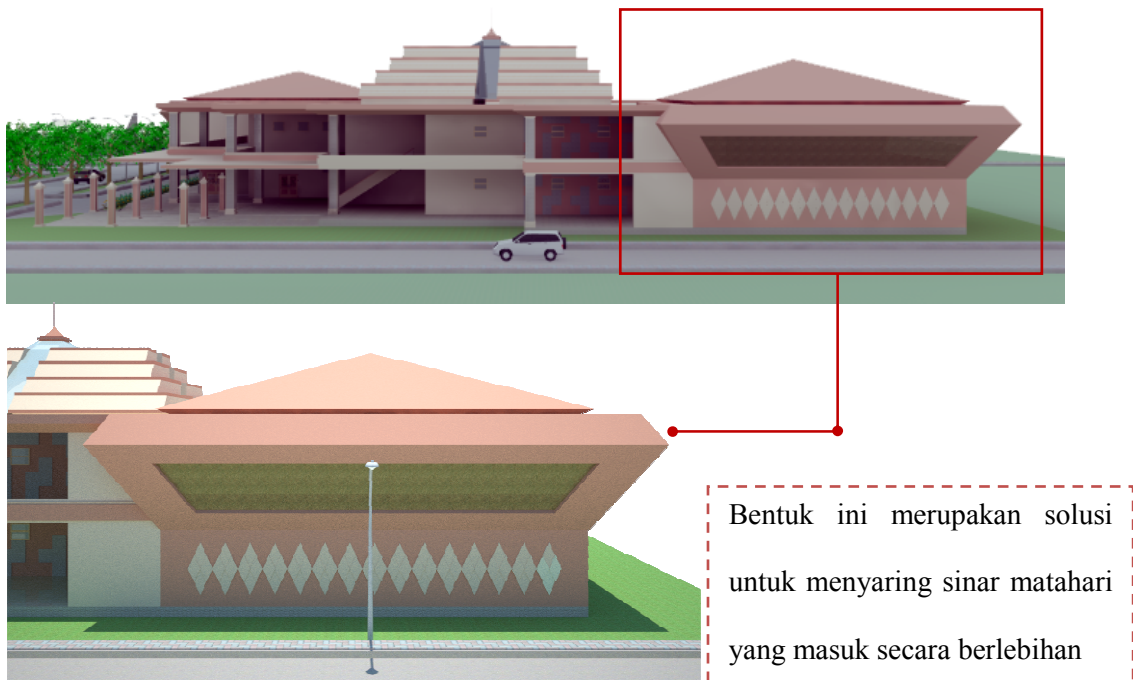 Bentuk ini merupakan solusi
untuk menyaring sinar matahari
yang masuk secara berlebihan